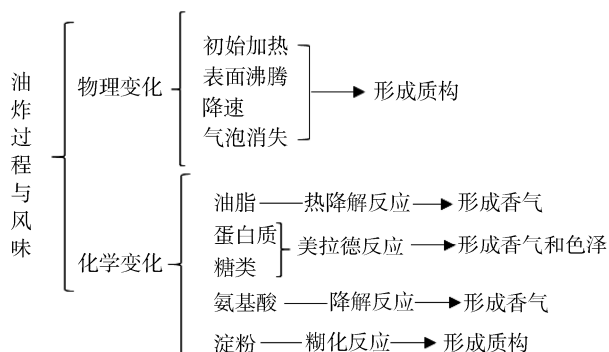 油炸过程与风味
物理变化
初始加热
表面沸腾
降速
气泡消失
形成质构
化学变化
油脂 热降解反应 形成香气
蛋白质
糖类
美拉德反应 形成香气和色泽
氨基酸 降解反应 形成香气
淀粉 糊化反应 形成质构